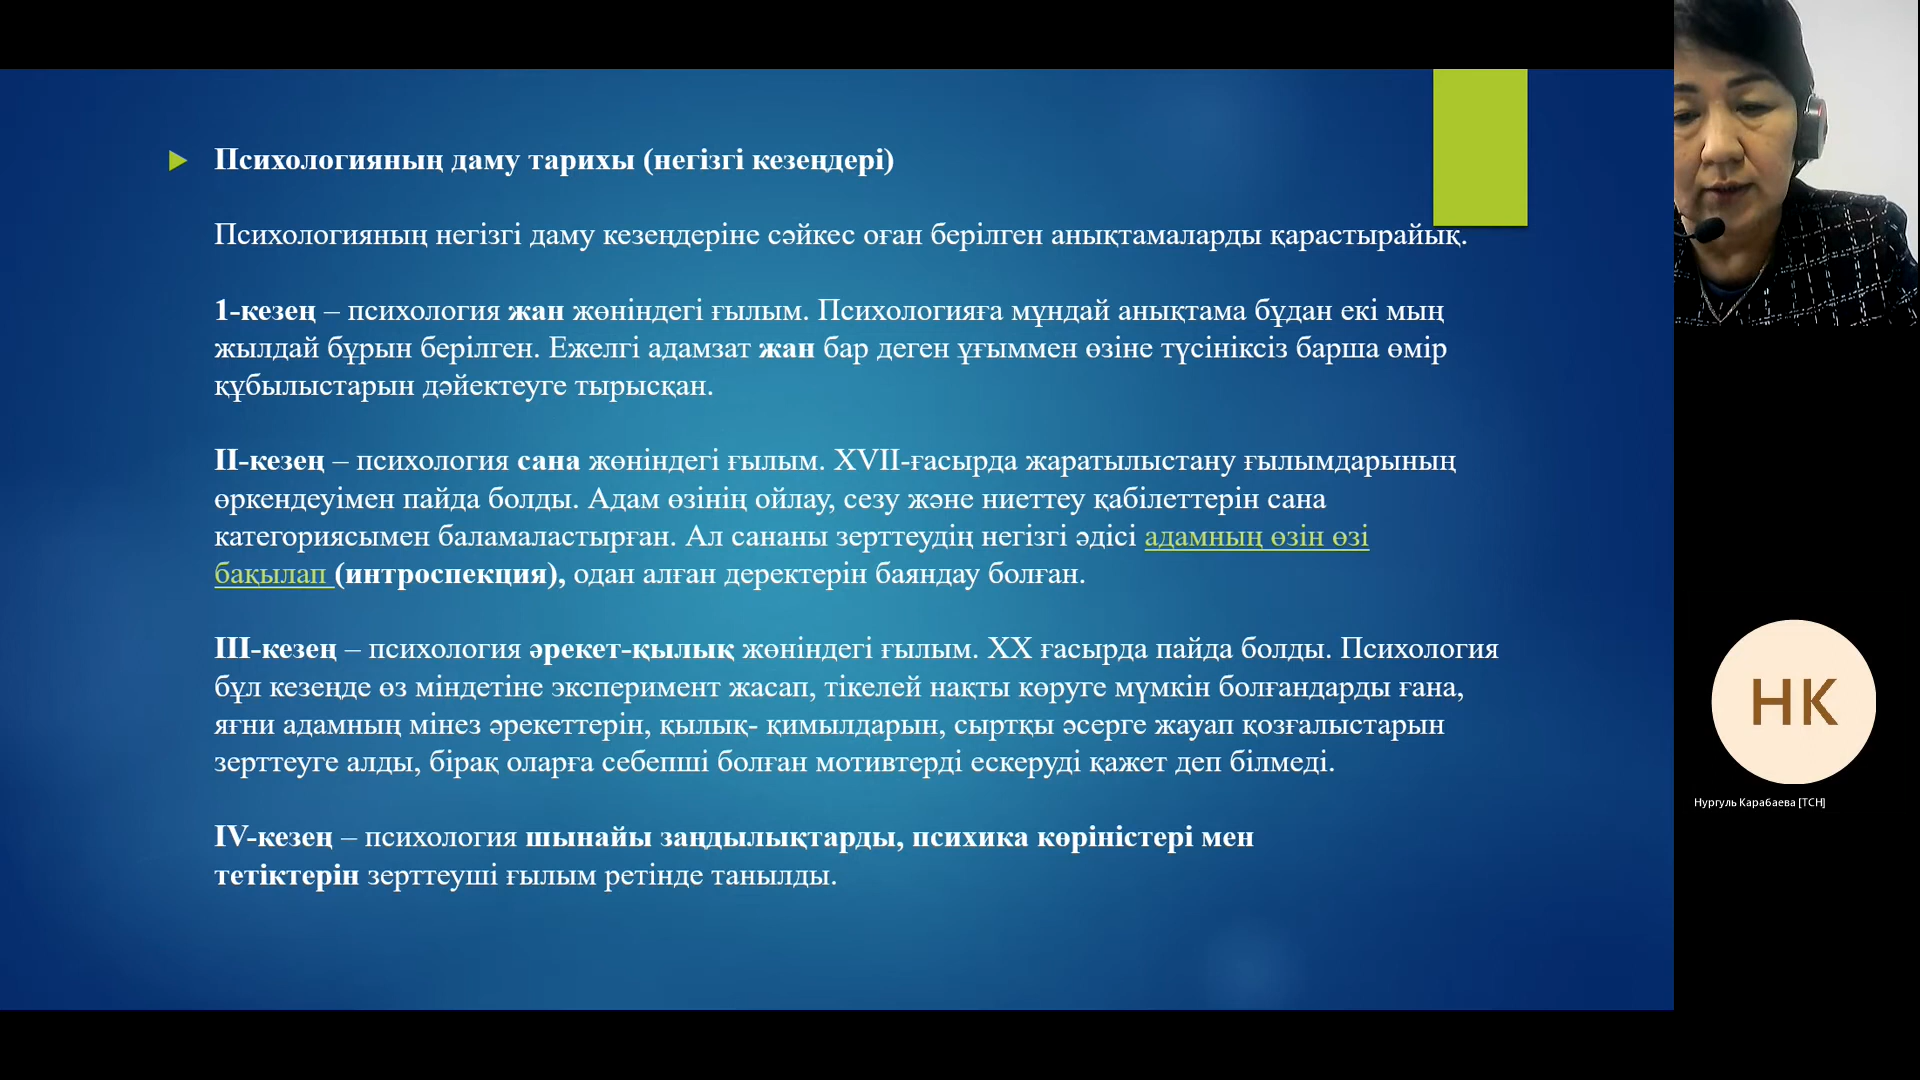 Психологияның даму тарихы (негізгі кезеңдері)
Психологияның негізгі даму кезеңдеріне сәйкес оған берілген анықтамаларды қарастырайық.
1-кезең – психология жан жөніндегі ғылым. Психологияға мұндай анықтама бұдан екі мың
жылдай бұрын берілген. Ежелгі адамзат жан бар деген ұғыммен өзіне түсініксіз барша өмір
құбылыстарын дәйектеуге тырысқан.
II-кезең – психология сана жөніндегі ғылым. XVII-ғасырда жаратылыстану ғылымдарының
өркендеуімен пайда болды. Адам өзінің ойлау, сезу және ниеттеу қабілеттерін сана
категориясымен баламаластырған. Ал сананы зерттеудің негізгі әдісі адамның өзін өзі
бақылап (интроспекция), одан алған деректерін баяндау болған.
III-кезең – психология әрекет-қылық жөніндегі ғылым. XX ғасырда пайда болды. Психология
бұл кезеңде өз міндетіне эксперимент жасап, тікелей нақты көруге мүмкін болғандарды ғана,
яғни адамның мінез әрекеттерін, қылық- қимылдарын, сыртқы әсерге жауап қозғалыстарын
зерттеуге алды, бірақ оларға себепші болған мотивтерді ескеруді қажет деп білмеді.
IV-кезең – психология шынайы заңдылықтарды, психика көріністері мен
тетіктерін зерттеуші ғылым ретінде танылды.
НК
Нургуль Карабаева [ТСН]